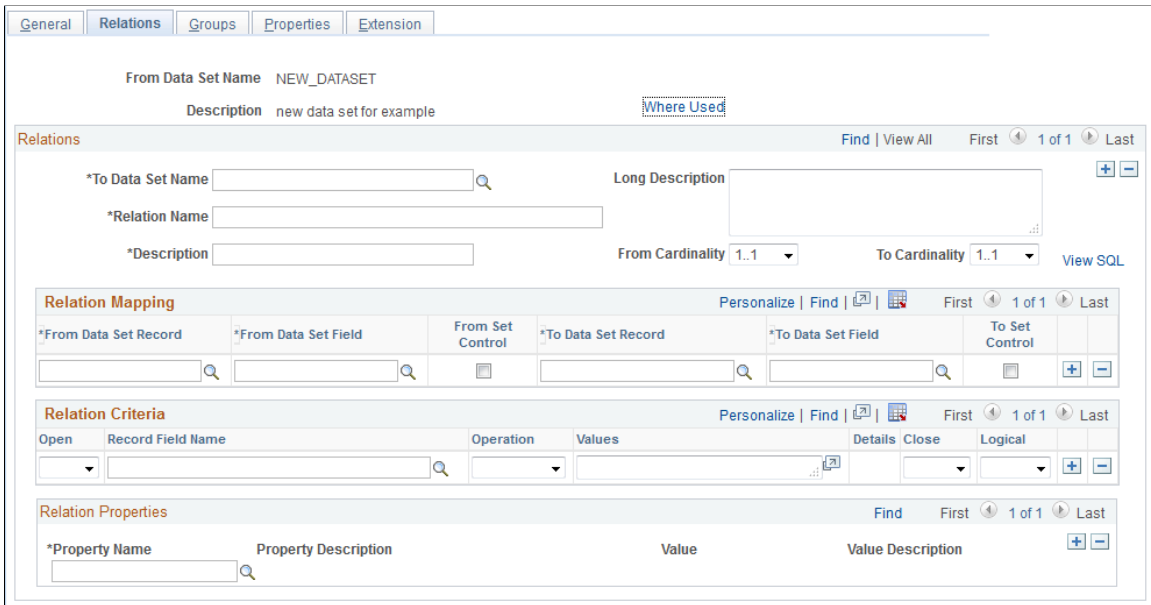 General Relations Groups Properties Extension
From Data Set Name NEW_DATASET
Description new data set for example Where Used
Relations Find | View All First 1 of 1 Last
*To Data Set Name Long Description
*Relation Name
*Description From Cardinality 1..1 To Cardinality 1..1 View SQL
Relation Mapping Personalize | Find | | First 1 of 1 Last
*From Data Set Record *From Data Set Field From Set Control *To Data Set Record *To Data Set Field To Set Control
Relation Criteria Personalize | Find | | First 1 of 1 Last
Open Record Field Name Operation Values Details Close Logical
Relation Properties Find First 1 of 1 Last
*Property Name Property Description Value Value Description